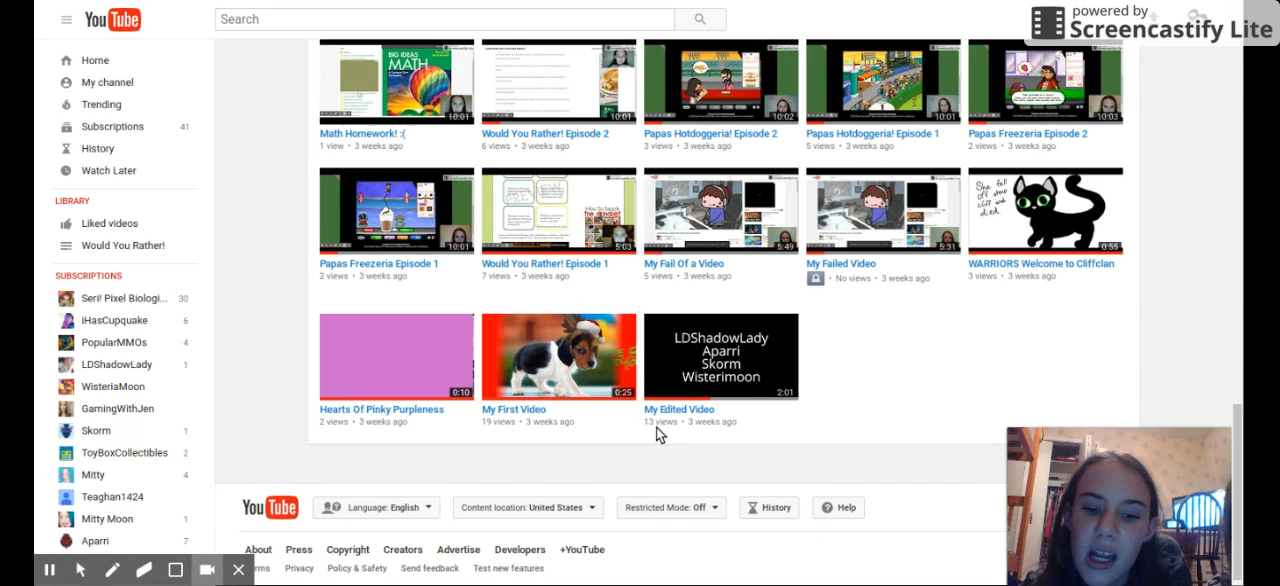 YouTube
Search
powered by
Screencastify Lite
Home
My channel
Trending
Subscriptions 41
History
Watch Later
LIBRARY
Liked videos
Would You Rather!
SUBSCRIPTIONS
Seri! Pixel Biologi... 30
iHasCupquake 6
PopularMMOs 4
LDShadowLady 1
WisteriaMoon
GamingWithJen
Skorm 1
ToyBoxCollectibles 2
Mitty 4
Teaghan1424
Mitty Moon 1
Aparri 7
BIG IDEAS
MATH
10:01
Math Homework! :(
1 view • 3 weeks ago
10:01
Would You Rather! Episode 2
6 views • 3 weeks ago
10:02
Papas Hotdoggeria! Episode 2
3 views • 3 weeks ago
10:01
Papas Hotdoggeria! Episode 1
5 views • 3 weeks ago
10:03
Papas Freezeria Episode 2
2 views • 3 weeks ago
10:01
Papas Freezeria Episode 1
2 views • 3 weeks ago
5:03
Would You Rather! Episode 1
7 views • 3 weeks ago
5:49
My Fail Of a Video
5 views • 3 weeks ago
5:31
My Failed Video
• No views • 3 weeks ago
She fell
off some
cliff and
died.
0:55
WARRIORS Welcome to Cliffclan
3 views • 3 weeks ago
0:10
Hearts Of Pinky Purpleness
2 views • 3 weeks ago
0:25
My First Video
19 views • 3 weeks ago
LDShadowLady
Aparri
Skorm
Wisterimoon
2:01
My Edited Video
13 views • 3 weeks ago
YouTube
Language: English
Content location: United States
Restricted Mode: Off
History
Help
About Press Copyright Creators Advertise Developers +YouTube
rms Privacy Policy & Safety Send feedback Test new features